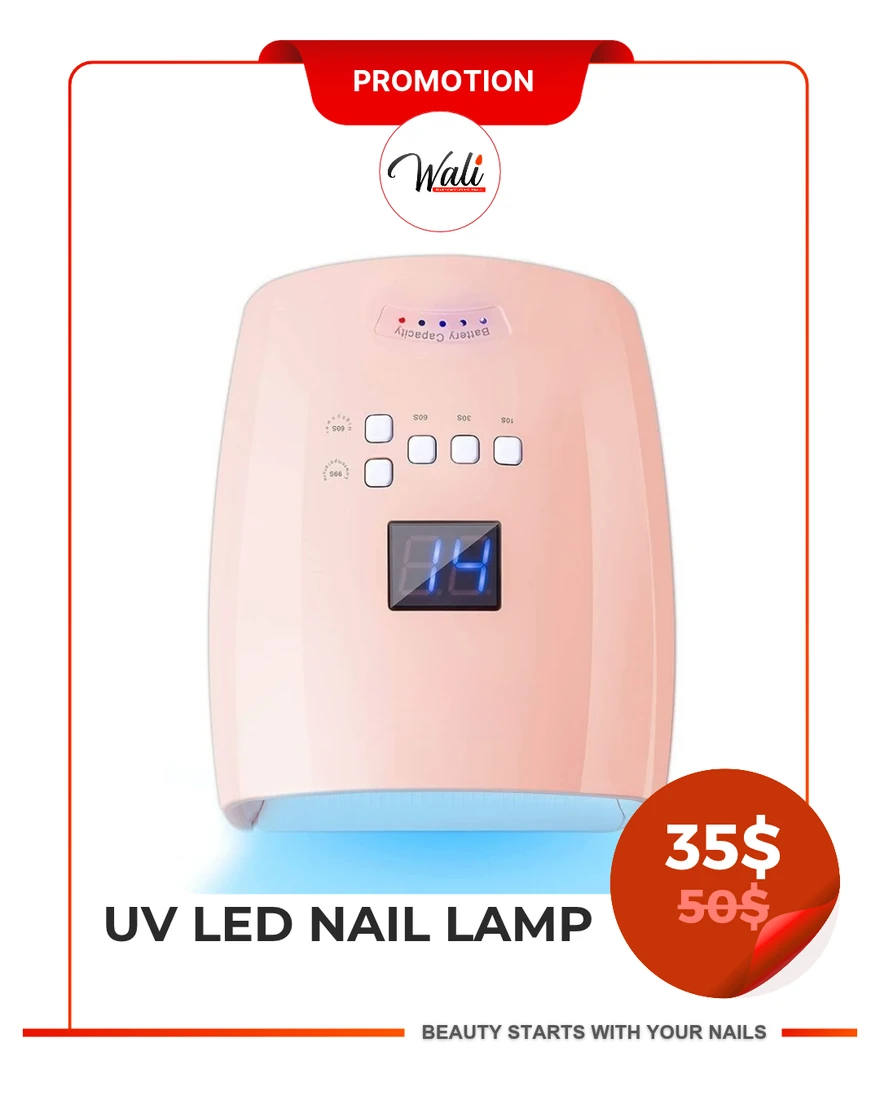 PROMOTION
Wali
Battery Capacity
60S
60S
30S
10S
99S
14
35$
50$
UV LED NAIL LAMP
BEAUTY STARTS WITH YOUR NAILS